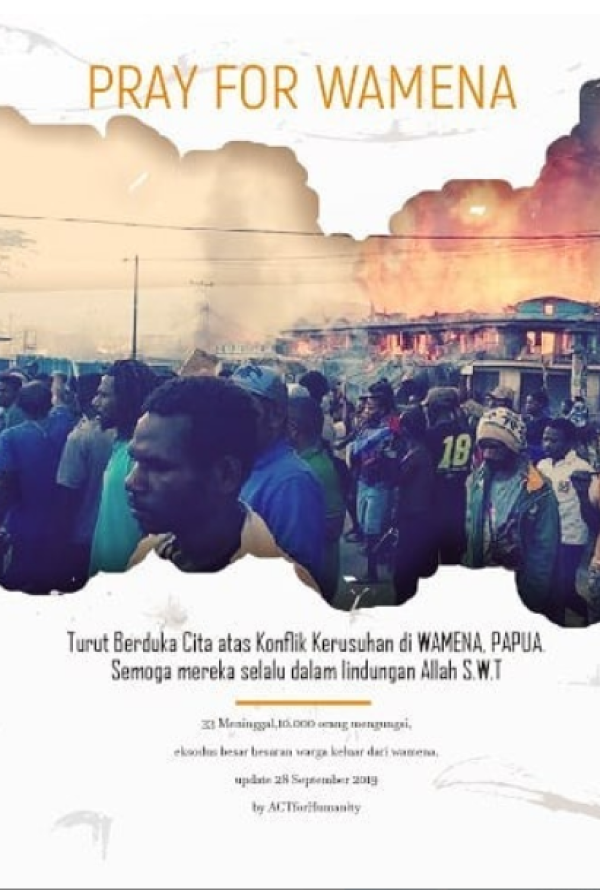 PRAY FOR WAMENA
18
Turut Berduka Cita atas Konflik Kerusuhan di WAMENA, PAPUA.
Semoga mereka selalu dalam lindungan Allah S.W.T
33 Meninggal,16.000 orang mengungsi,
eksodus besar besaran warga keluar dari wamena.
update 28 September 2019
by ACTforHumanity